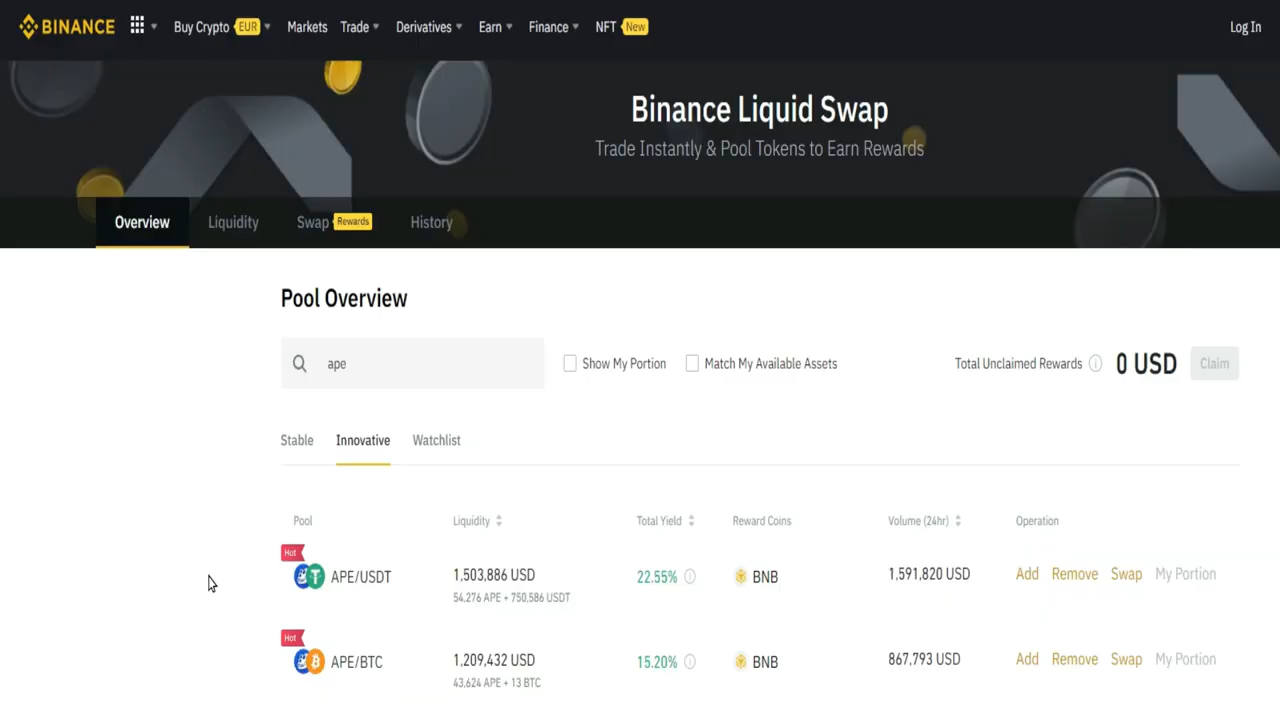 BINANCE Buy Crypto EUR Markets Trade Derivatives Earn Finance NFT New Log In
Binance Liquid Swap
Trade Instantly & Pool Tokens to Earn Rewards
Overview Liquidity Swap Rewards History
Pool Overview
ape Show My Portion Match My Available Assets Total Unclaimed Rewards 0 USD Claim
Stable Innovative Watchlist
Pool Liquidity Total Yield Reward Coins Volume (24hr) Operation
Hot
APE/USDT 1,503,886 USD 22.55% BNB 1,591,820 USD Add Remove Swap My Portion
54,276 APE + 750,586 USDT
Hot
APE/BTC 1,209,432 USD 15.20% BNB 867,793 USD Add Remove Swap My Portion
43,624 APE + 13 BTC